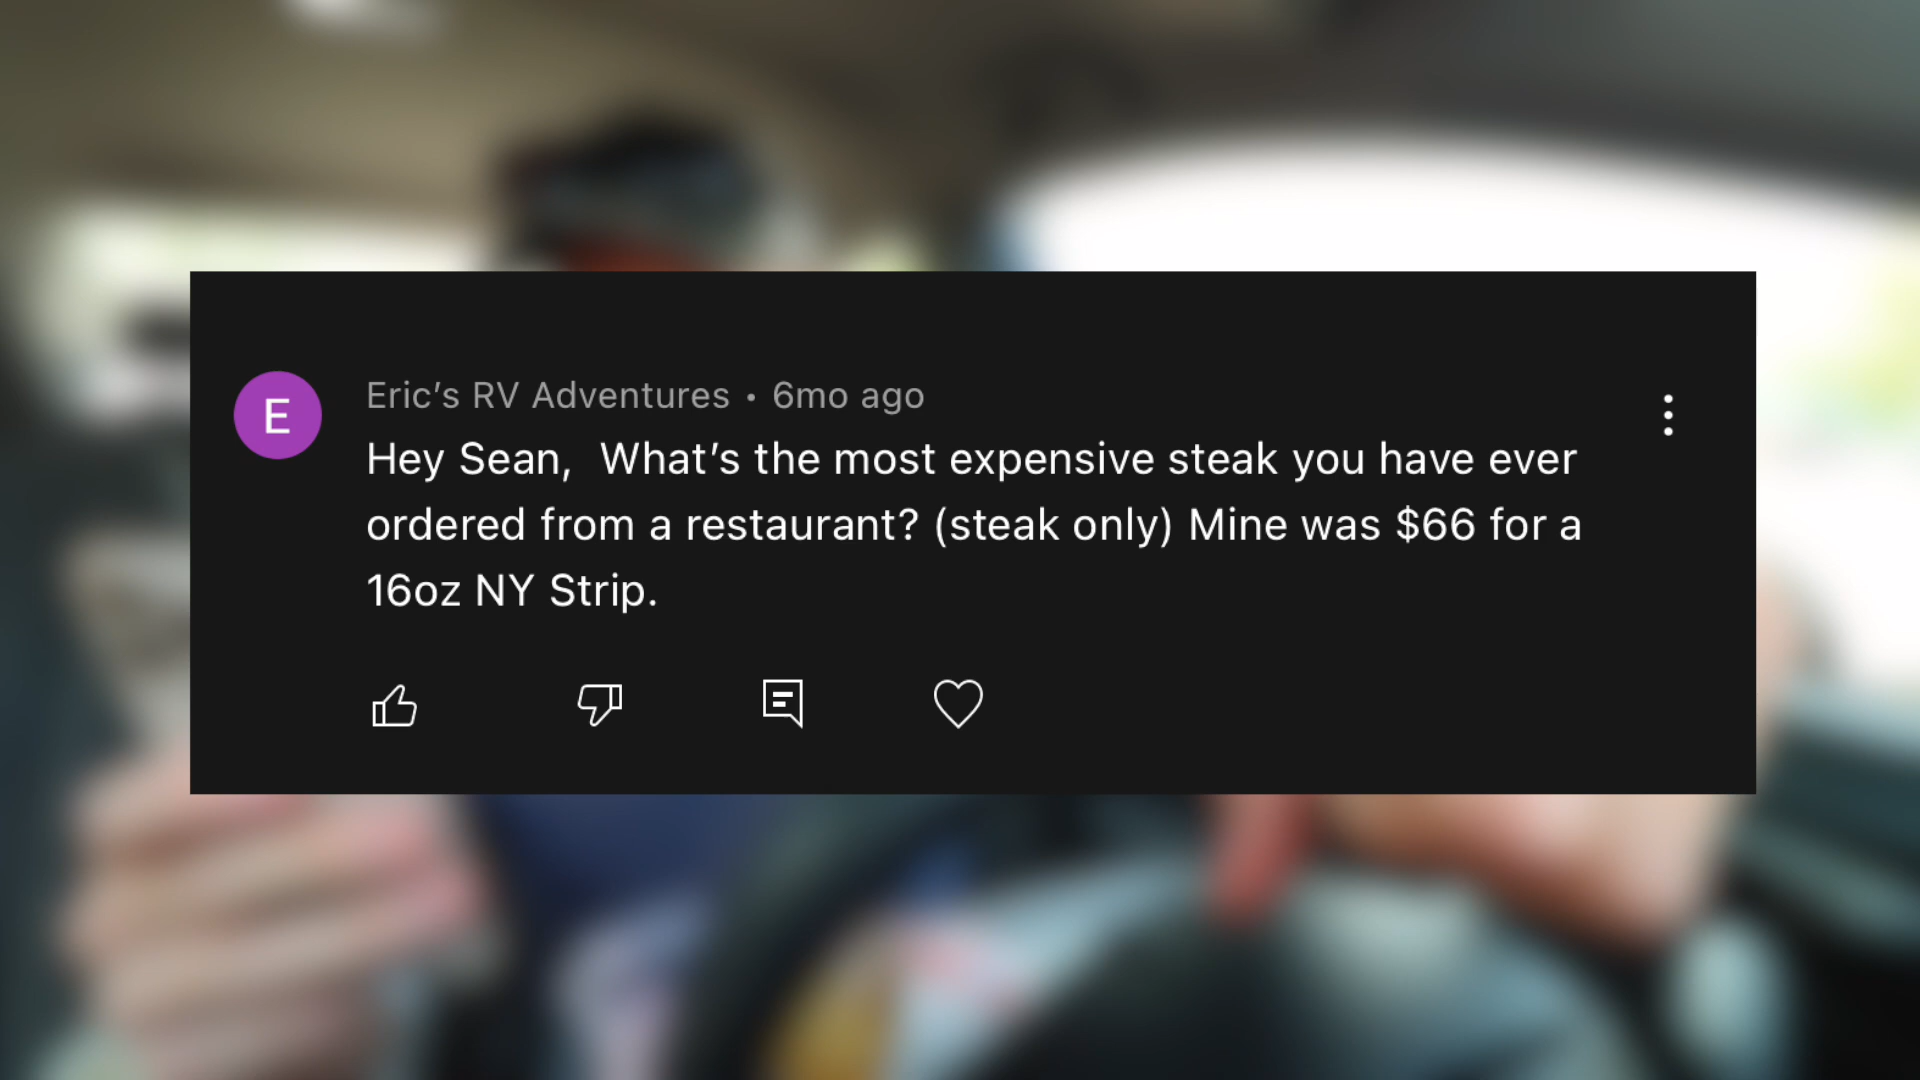 E
Eric’s RV Adventures • 6mo ago
Hey Sean,  What’s the most expensive steak you have ever
ordered from a restaurant? (steak only) Mine was $66 for a
16oz NY Strip.